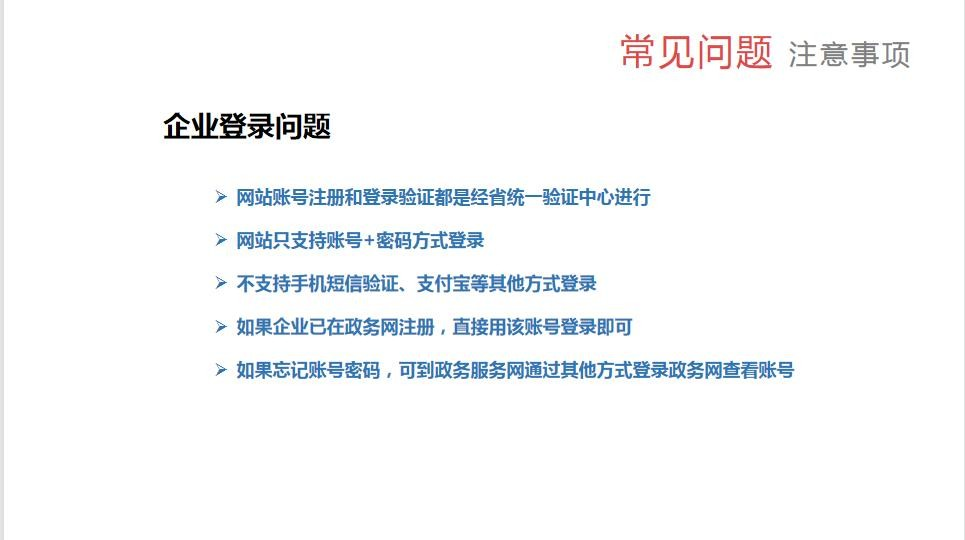 常见问题 注意事项
企业登录问题
➢ 网站账号注册和登录验证都是经省统一验证中心进行
➢ 网站只支持账号+密码方式登录
➢ 不支持手机短信验证、支付宝等其他方式登录
➢ 如果企业已在政务网注册，直接用该账号登录即可
➢ 如果忘记账号密码，可到政务服务网通过其他方式登录政务网查看账号